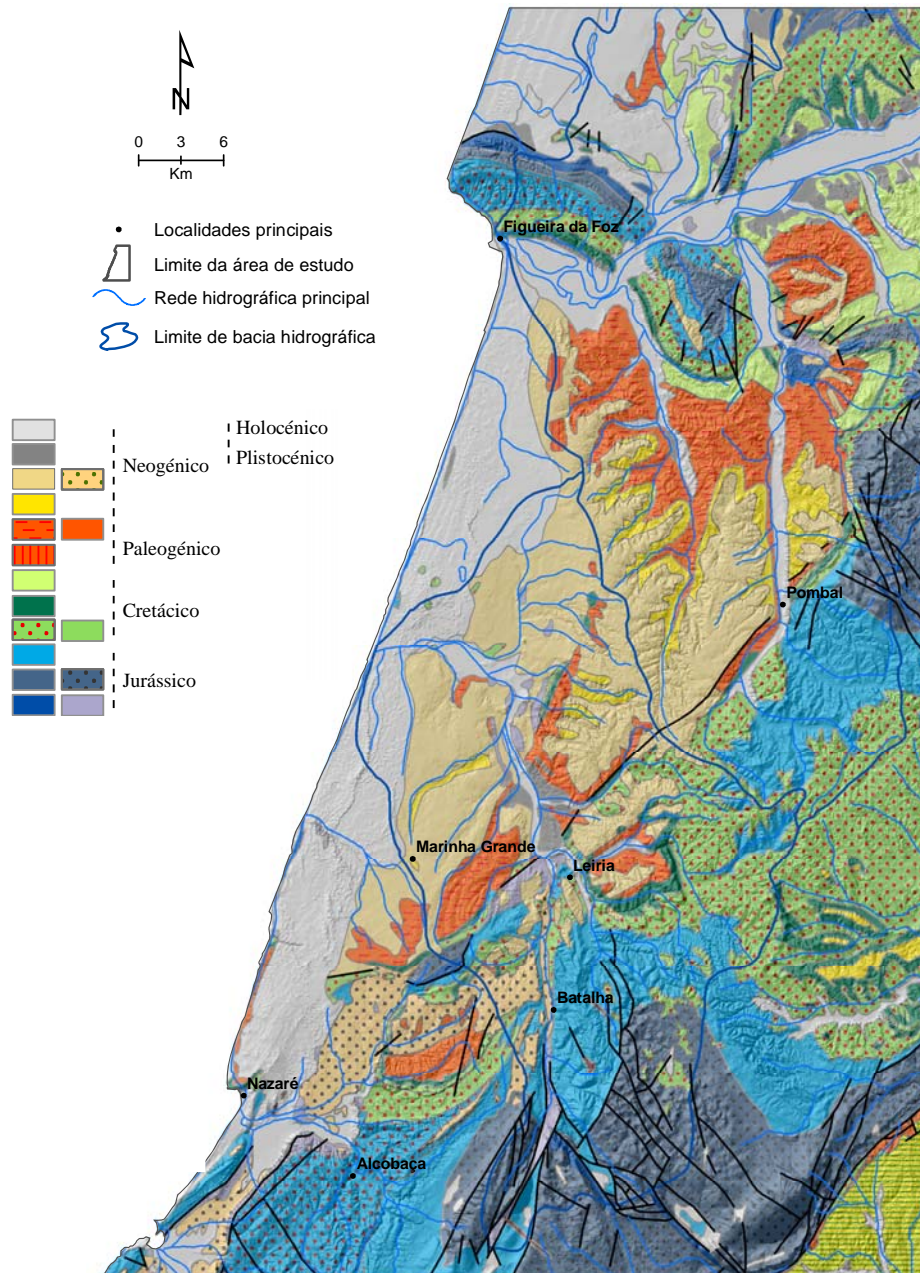 N
0 3 6
Km
Localidades principais
Limite da área de estudo
Rede hidrográfica principal
Limite de bacia hidrográfica
Holocénico
Plistocénico
Neogénico
Paleogénico
Cretácico
Jurássico
Figueira da Foz
Pombal
Marinha Grande
Leiria
Batalha
Nazaré
Alcobaça